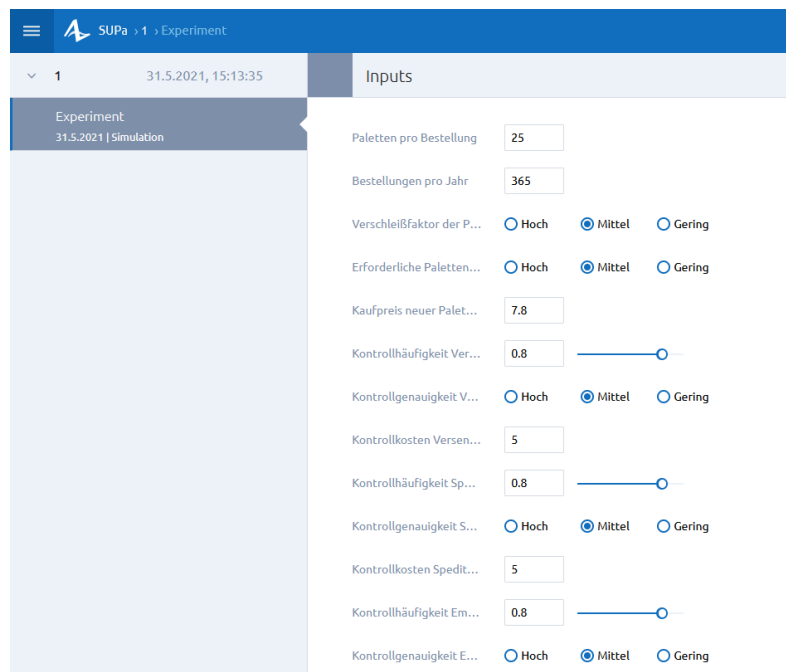 SUPa › 1 › Experiment
1 31.5.2021, 15:13:35
Experiment
31.5.2021 | Simulation
Inputs
Paletten pro Bestellung 25
Bestellungen pro Jahr 365
Verschleißfaktor der P... Hoch Mittel Gering
Erforderliche Paletten... Hoch Mittel Gering
Kaufpreis neuer Palet... 7.8
Kontrollhäufigkeit Ver... 0.8
Kontrollgenauigkeit V... Hoch Mittel Gering
Kontrollkosten Versen... 5
Kontrollhäufigkeit Sp... 0.8
Kontrollgenauigkeit S... Hoch Mittel Gering
Kontrollkosten Spedit... 5
Kontrollhäufigkeit Em... 0.8
Kontrollgenauigkeit E... Hoch Mittel Gering